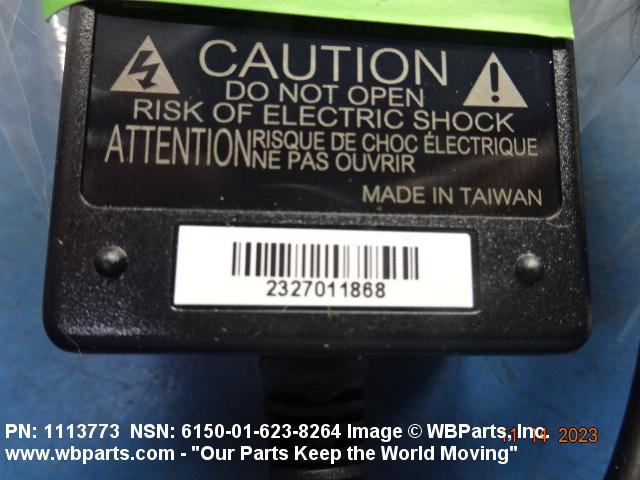 CAUTION
DO NOT OPEN
RISK OF ELECTRIC SHOCK
ATTENTION RISQUE DE CHOC ÉLECTRIQUE
NE PAS OUVRIR
MADE IN TAIWAN
2327011868
PN: 1113773 NSN: 6150-01-623-8264 Image © WBParts, Inc.
11 14 2023
www.wbparts.com - "Our Parts Keep the World Moving"